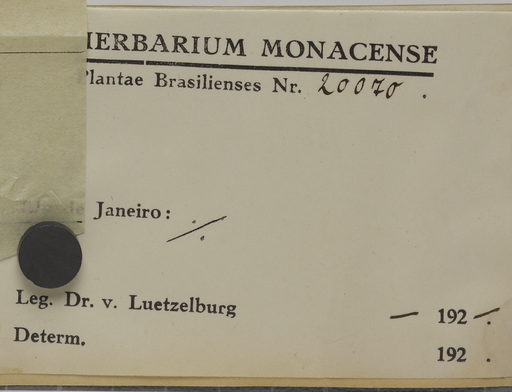 HERBARIUM MONACENSE
Plantae Brasilienses Nr. 20070.
Janeiro: ./.
Leg. Dr. v. Luetzelburg — 192—.
Determ. 192 .